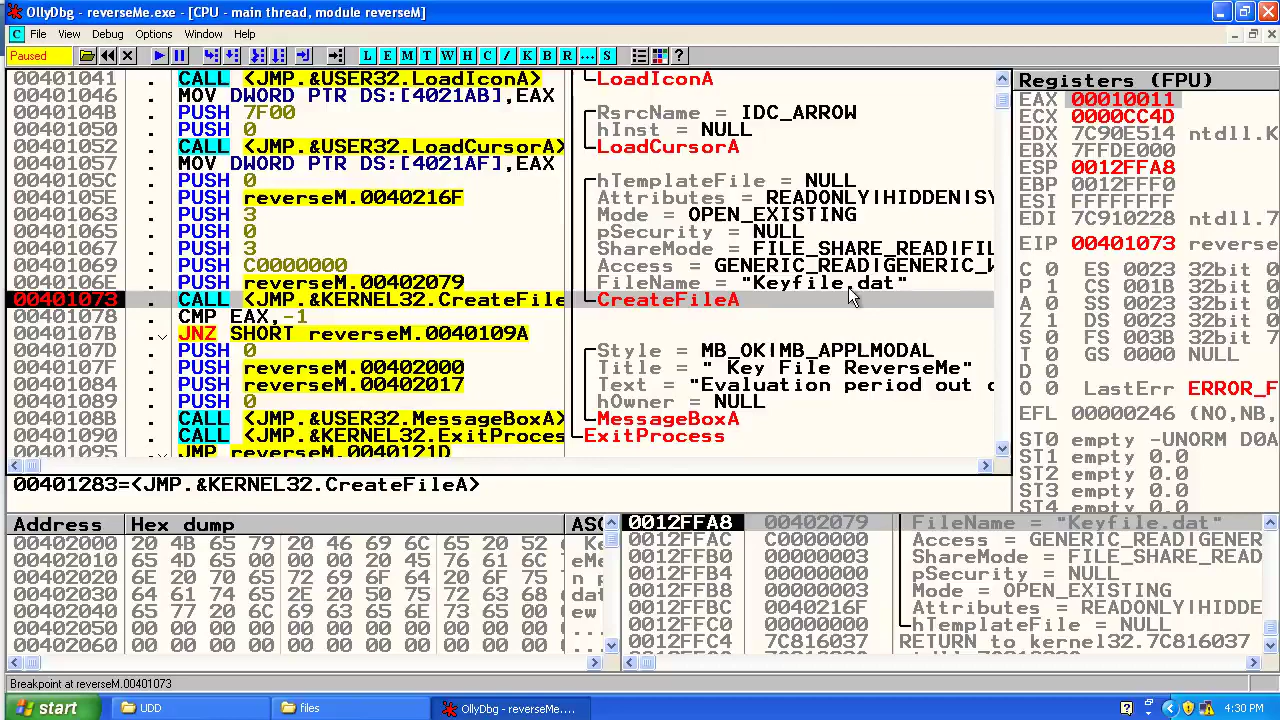 OllyDbg - reverseMe.exe - [CPU - main thread, module reverseM]
C File View Debug Options Window Help
Paused L E M T W H C / K B R ... S ?
00401041 . CALL <JMP.&USER32.LoadIconA> LoadIconA
00401046 . MOV DWORD PTR DS:[4021AB],EAX
0040104B . PUSH 7F00 RsrcName = IDC_ARROW
00401050 . PUSH 0 hInst = NULL
00401052 . CALL <JMP.&USER32.LoadCursorA> LoadCursorA
00401057 . MOV DWORD PTR DS:[4021AF],EAX
0040105C . PUSH 0 hTemplateFile = NULL
0040105E . PUSH reverseM.0040216F Attributes = READONLY|HIDDEN|SY
00401063 . PUSH 3 Mode = OPEN_EXISTING
00401065 . PUSH 0 pSecurity = NULL
00401067 . PUSH 3 ShareMode = FILE_SHARE_READ|FIL
00401069 . PUSH C0000000 Access = GENERIC_READ|GENERIC_W
0040106E . PUSH reverseM.00402079 FileName = "Keyfile.dat"
00401073 . CALL <JMP.&KERNEL32.CreateFile CreateFileA
00401078 . CMP EAX,-1
0040107B . JNZ SHORT reverseM.0040109A
0040107D . PUSH 0 Style = MB_OK|MB_APPLMODAL
0040107F . PUSH reverseM.00402000 Title = " Key File ReverseMe"
00401084 . PUSH reverseM.00402017 Text = "Evaluation period out o
00401089 . PUSH 0 hOwner = NULL
0040108B . CALL <JMP.&USER32.MessageBoxA> MessageBoxA
00401090 . CALL <JMP.&KERNEL32.ExitProces ExitProcess
00401095 . JMP reverseM.0040121D
Registers (FPU)
EAX 00010011
ECX 0000CC4D
EDX 7C90E514 ntdll.K
EBX 7FFDE000
ESP 0012FFA8
EBP 0012FFF0
ESI FFFFFFFF
EDI 7C910228 ntdll.7
EIP 00401073 reverse
C 0 ES 0023 32bit 0
P 1 CS 001B 32bit 0
A 0 SS 0023 32bit 0
Z 1 DS 0023 32bit 0
S 0 FS 003B 32bit 7
T 0 GS 0000 NULL
D 0
O 0 LastErr ERROR_F
EFL 00000246 (NO,NB,
ST0 empty -UNORM D0A
ST1 empty 0.0
ST2 empty 0.0
ST3 empty 0.0
ST4 empty 0.0
00401283=<JMP.&KERNEL32.CreateFileA>
Address Hex dump ASC
00402000 20 4B 65 79 20 46 69 6C 65 20 52 Ke
00402010 65 4D 65 00 00 00 20 45 76 61 6C eMe
00402020 6E 20 70 65 72 69 6F 64 20 6F 75 n p
00402030 64 61 74 65 2E 20 50 75 72 63 68 dat
00402040 65 77 20 6C 69 63 65 6E 73 65 00 ew
00402050 00 00 00 00 00 00 00 00 00 00 00 ...
00402060 00 00 00 00 00 00 00 00 00 00 00 ...
0012FFA8 00402079 FileName = "Keyfile.dat"
0012FFAC C0000000 Access = GENERIC_READ|GENER
0012FFB0 00000003 ShareMode = FILE_SHARE_READ
0012FFB4 00000000 pSecurity = NULL
0012FFB8 00000003 Mode = OPEN_EXISTING
0012FFBC 0040216F Attributes = READONLY|HIDDE
0012FFC0 00000000 hTemplateFile = NULL
0012FFC4 7C816037 RETURN to kernel32.7C816037
Breakpoint at reverseM.00401073
start UDD files OllyDbg - reverseMe.... ? 4:30 PM